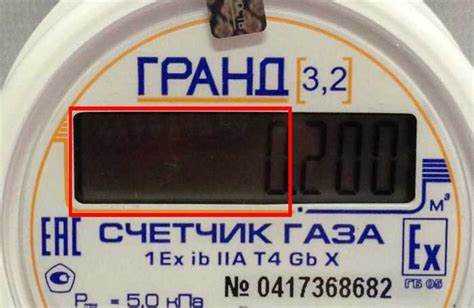 ГРАНД [3,2]
0.200
м³
ЕАС СЧЕТЧИК ГАЗА Ex
1Ex ib IIA T4 Gb X
ГБ 05
№ 0417368682
= 5,0 кПа